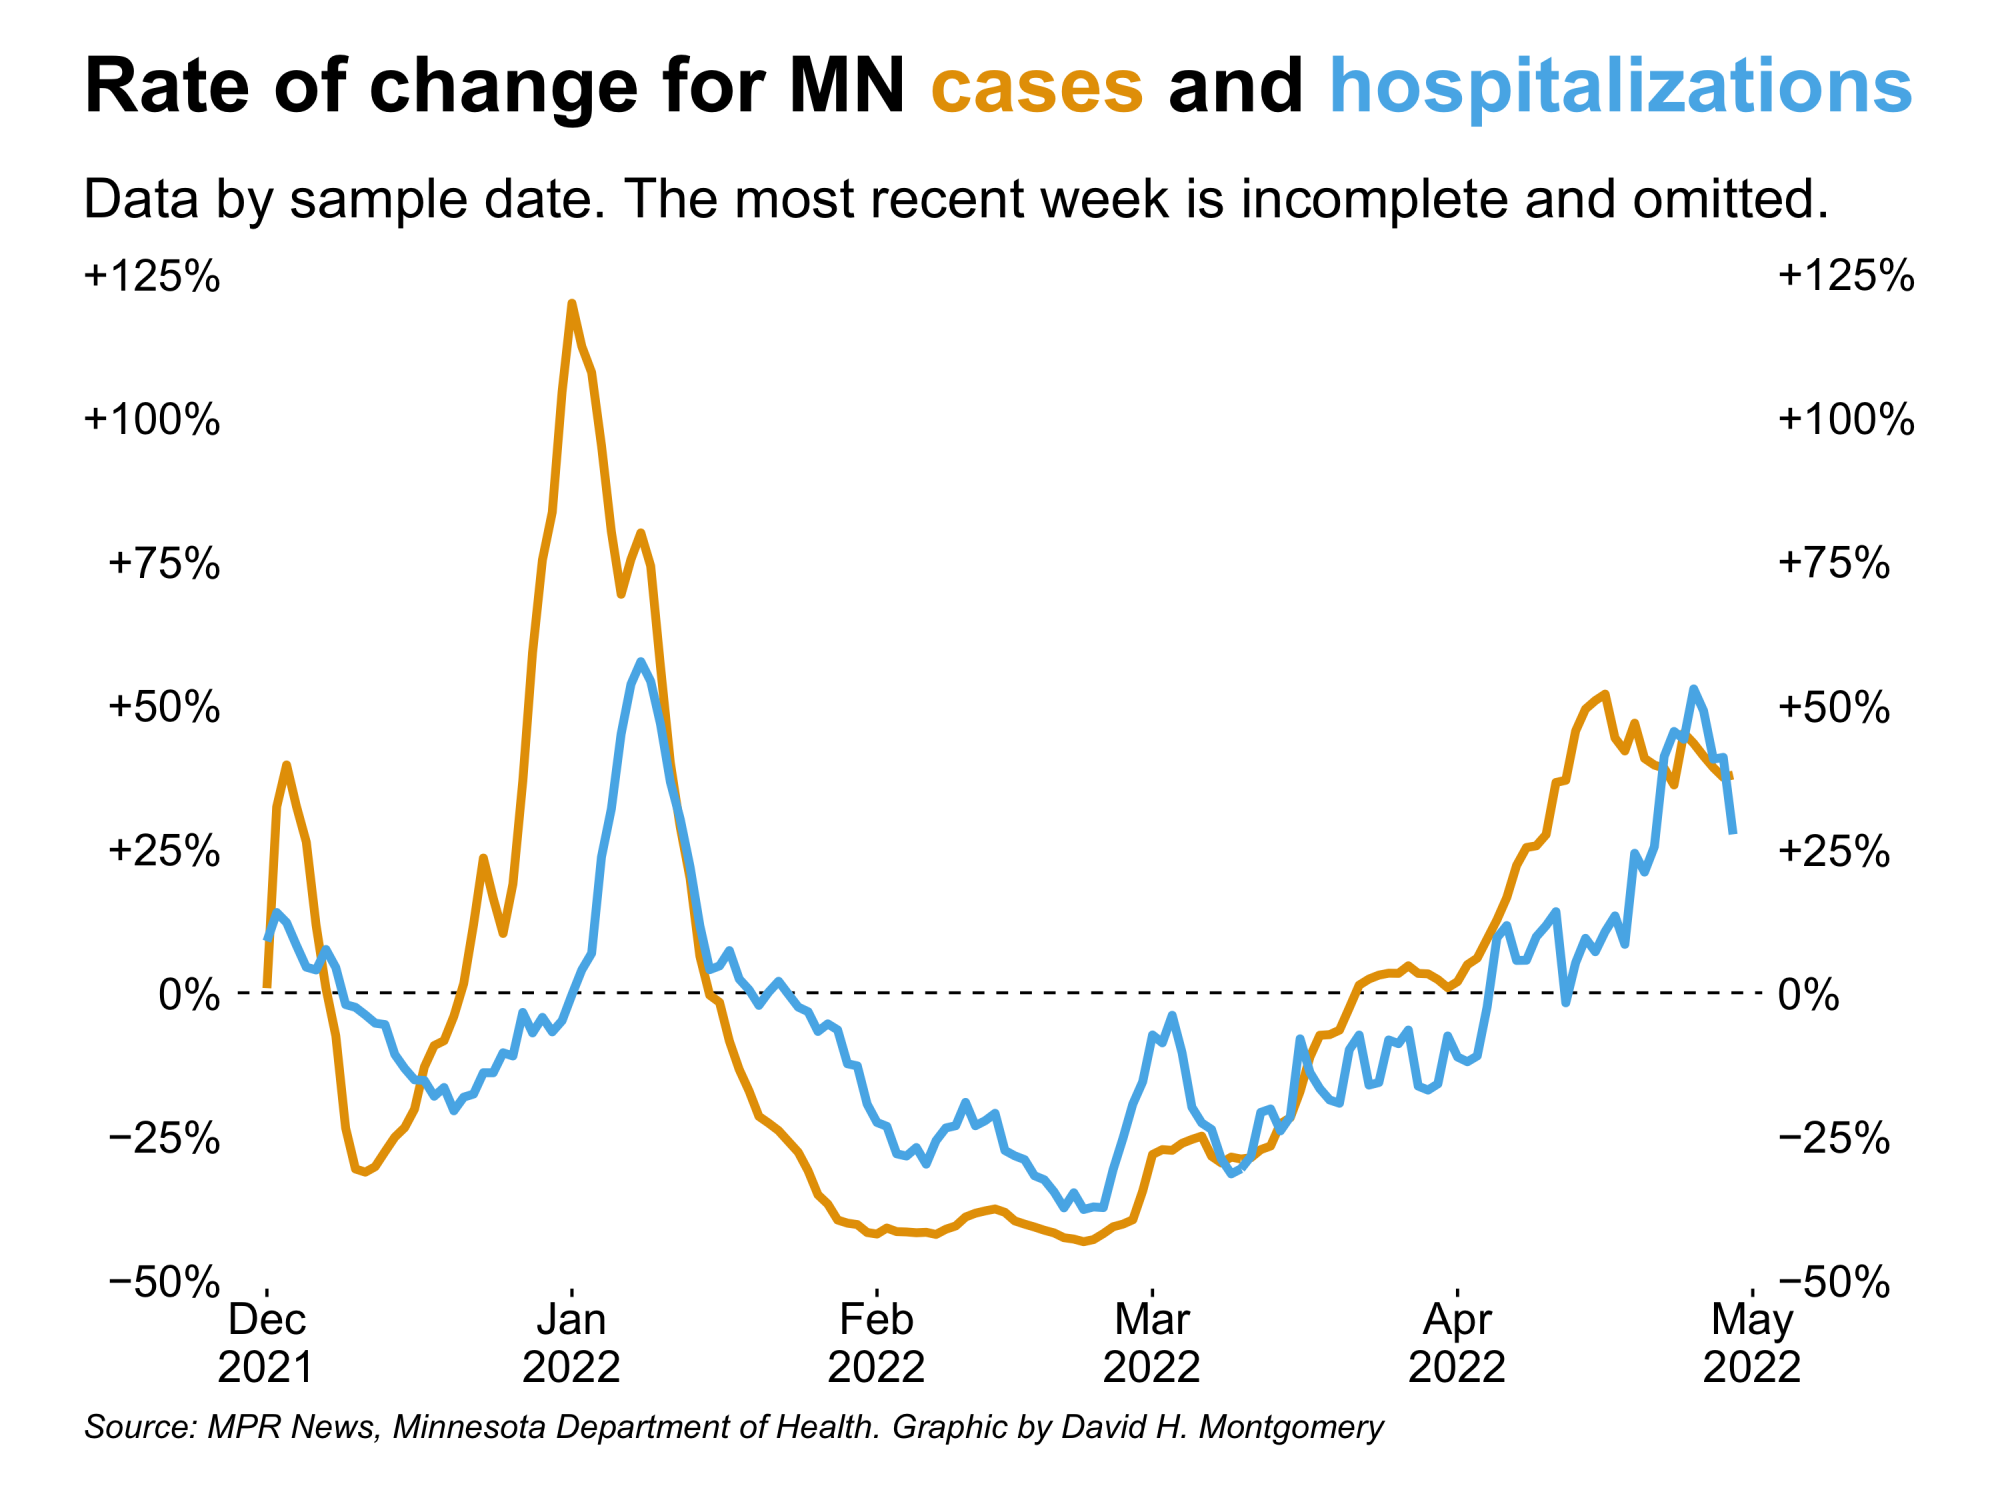 Rate of change for MN cases and hospitalizations
Data by sample date. The most recent week is incomplete and omitted.
+125% +125%
+100% +100%
+75% +75%
+50% +50%
+25% +25%
0% 0%
−25% −25%
−50% −50%
Dec Jan Feb Mar Apr May
2021 2022 2022 2022 2022 2022
Source: MPR News, Minnesota Department of Health. Graphic by David H. Montgomery